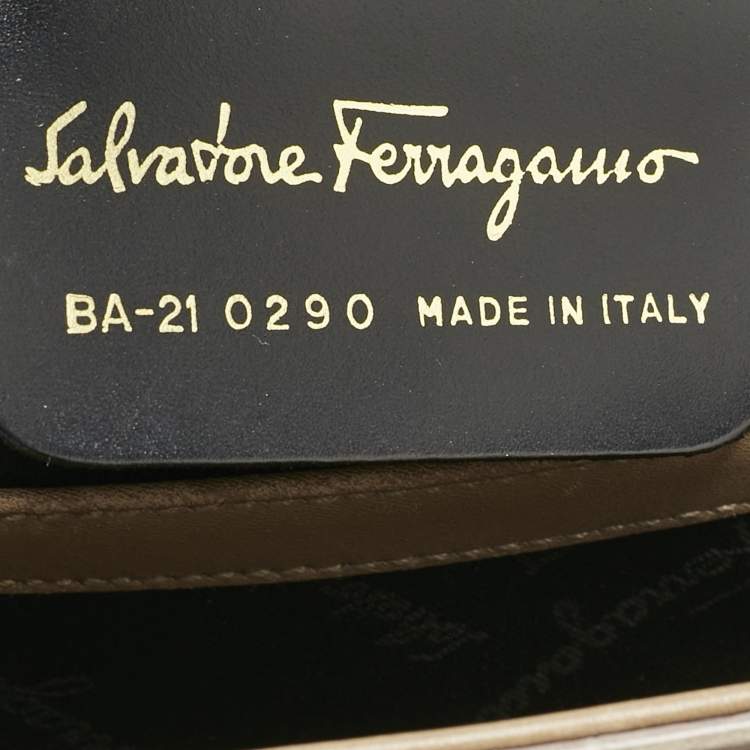 Salvatore Ferragamo
BA-21 0290 MADE IN ITALY